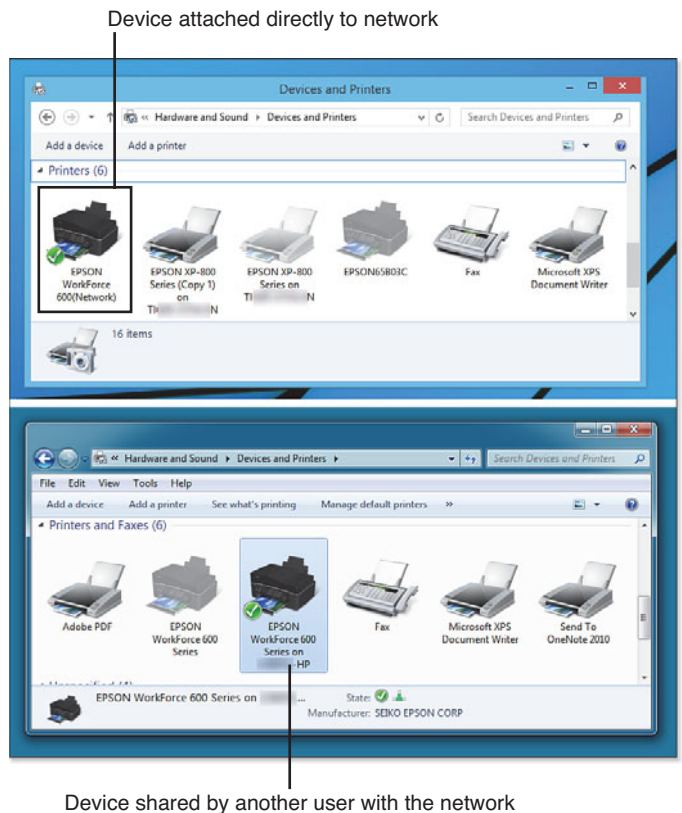 Device attached directly to network
Devices and Printers
« Hardware and Sound ▸ Devices and Printers
Search Devices and Printers
Add a device Add a printer
Printers (6)
EPSON
WorkForce
600(Network)
EPSON XP-800
Series (Copy 1)
on
TI N
EPSON XP-800
Series on
TI N
EPSON65B03C
Fax
Microsoft XPS
Document Writer
16 items
« Hardware and Sound ▸ Devices and Printers ▸
Search Devices and Printers
File Edit View Tools Help
Add a device Add a printer See what's printing Manage default printers »
Printers and Faxes (6)
Adobe PDF
EPSON
WorkForce 600
Series
EPSON
WorkForce 600
Series on
-HP
Fax
Microsoft XPS
Document Writer
Send To
OneNote 2010
EPSON WorkForce 600 Series on ... State:
Manufacturer: SEIKO EPSON CORP
Device shared by another user with the network